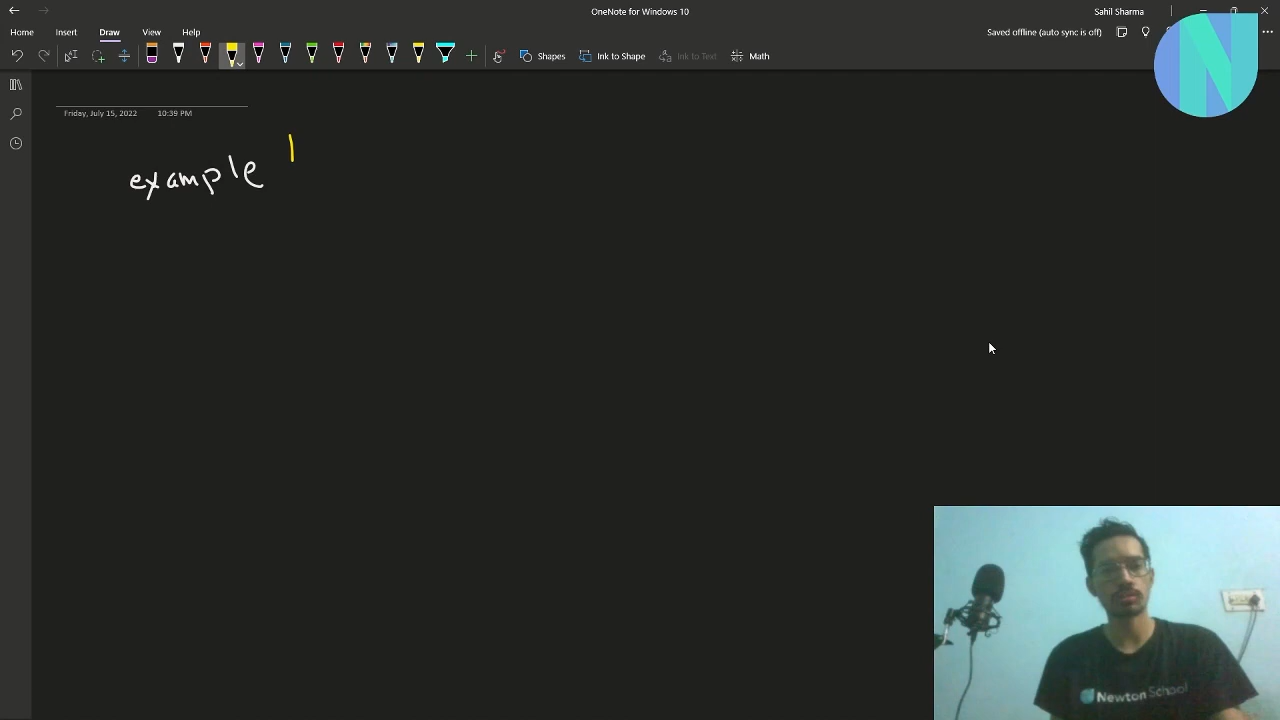 OneNote for Windows 10
Sahil Sharma
Home Insert Draw View Help
Saved offline (auto sync is off)
Shapes Ink to Shape Ink to Text Math
Friday, July 15, 2022 10:39 PM
example
Newton School